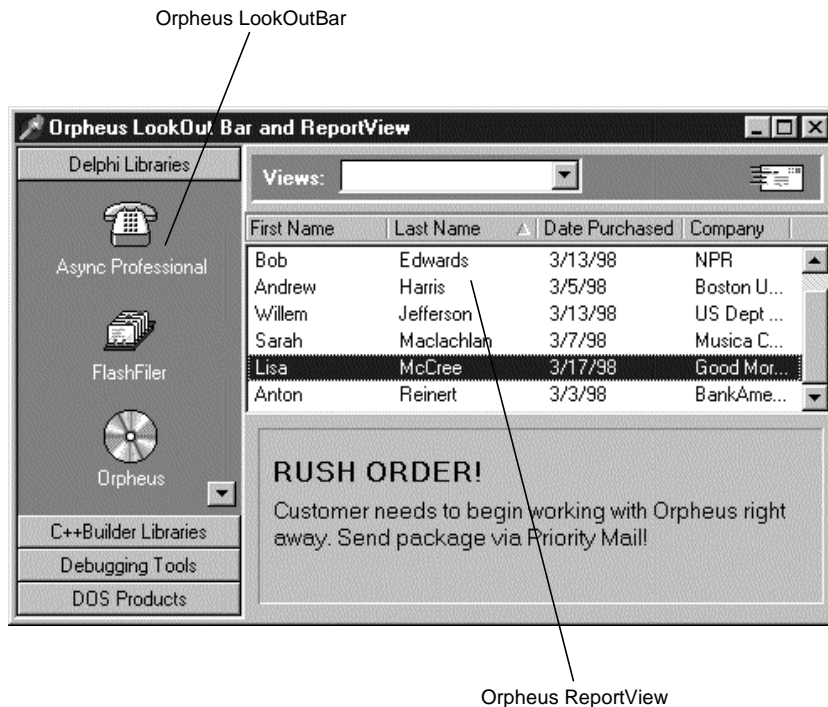 Orpheus LookOutBar
Orpheus LookOut Bar and ReportView
Delphi Libraries
Async Professional
FlashFiler
Orpheus
C++Builder Libraries
Debugging Tools
DOS Products
Views:
First Name Last Name Date Purchased Company
Bob Edwards 3/13/98 NPR
Andrew Harris 3/5/98 Boston U...
Willem Jefferson 3/13/98 US Dept ...
Sarah Maclachlan 3/7/98 Musica C...
Lisa McCree 3/17/98 Good Mor...
Anton Reinert 3/3/98 BankAme...
RUSH ORDER!
Customer needs to begin working with Orpheus right
away. Send package via Priority Mail!
Orpheus ReportView